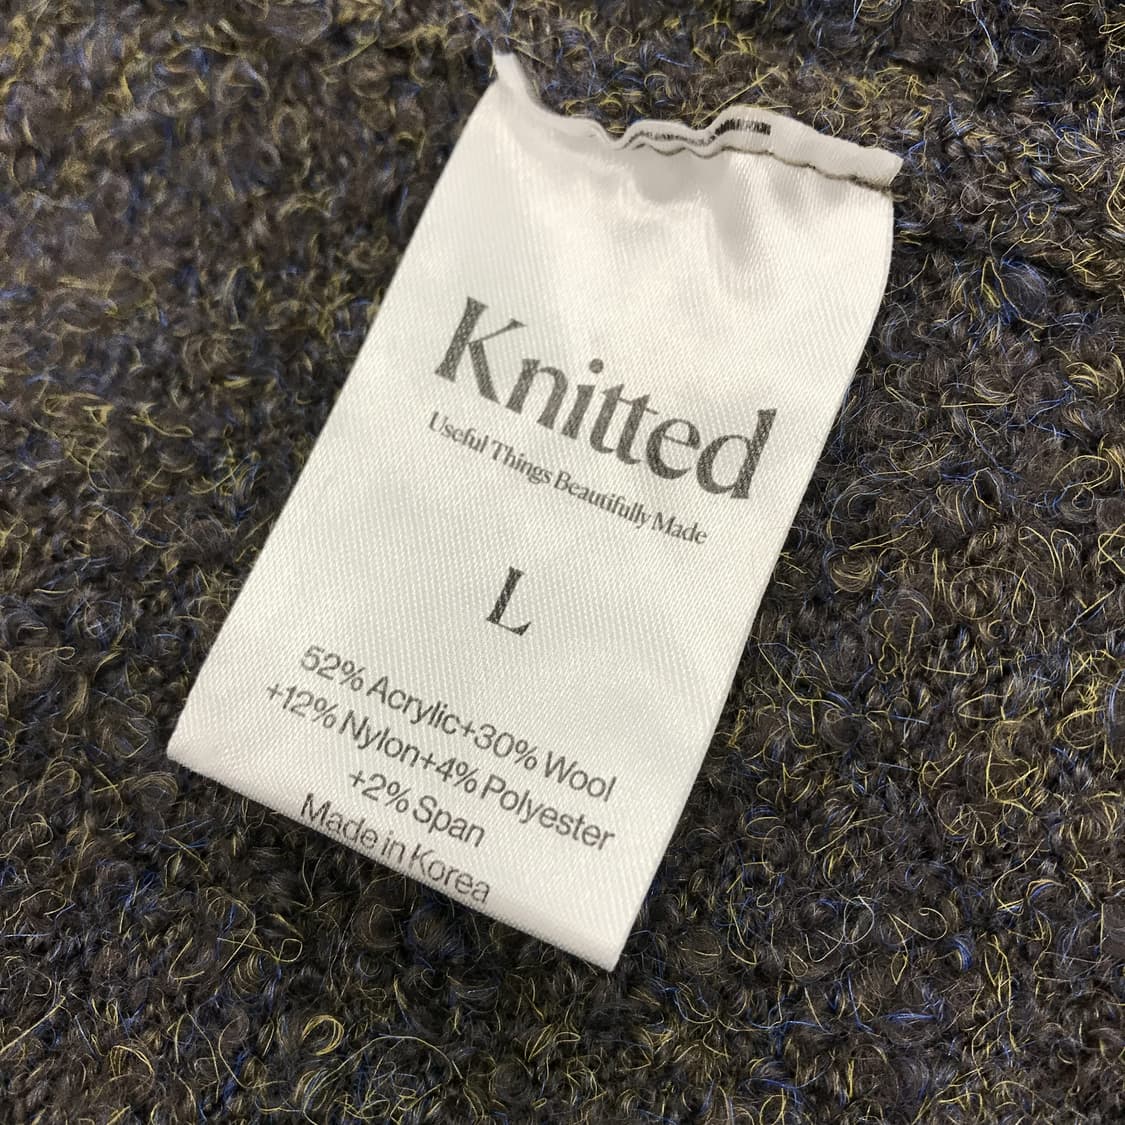 Knitted
Useful Things Beautifully Made
L
52% Acrylic+30% Wool
+12% Nylon+4% Polyester
+2% Span
Made in Korea